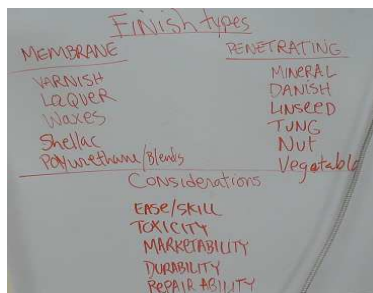 Finish types
MEMBRANE
VARNISH
LaQUER
Waxes
Shellac
Polyurethane/Blends
PENETRATING
MINERAL
DANISH
LINSEED
TUNG
Nut
Vegetable
Considerations
EASE/SKILL
TOXICITY
MARKETABILITY
DURABILITY
REPAIR ABILITY